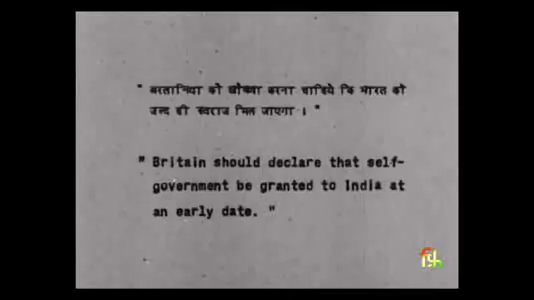 " बरतानिया को घोषणा करना चाहिये कि भारत को
जल्द ही स्वराज मिल जाएगा । "
" Britain should declare that self-
government be granted to India at
an early date. "